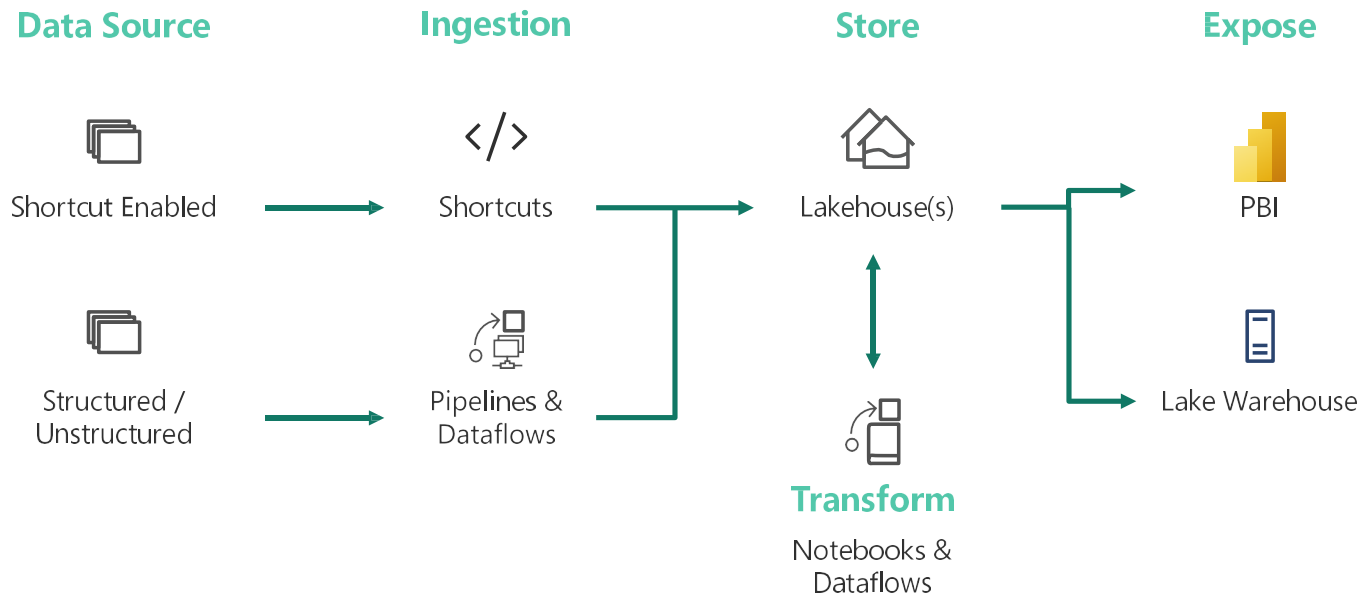 Data Source
Ingestion
Store
Expose
Shortcut Enabled
Shortcuts
Lakehouse(s)
PBI
Structured /
Unstructured
Pipelines &
Dataflows
Lake Warehouse
Transform
Notebooks &
Dataflows